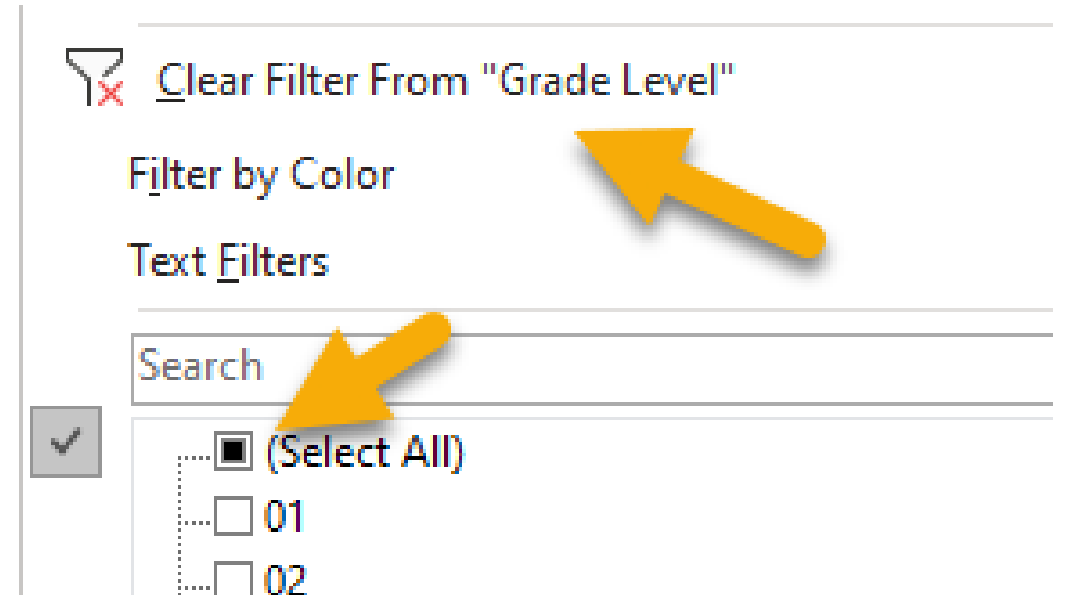 Clear Filter From "Grade Level"
Filter by Color
Text Filters
Search
(Select All)
01
02